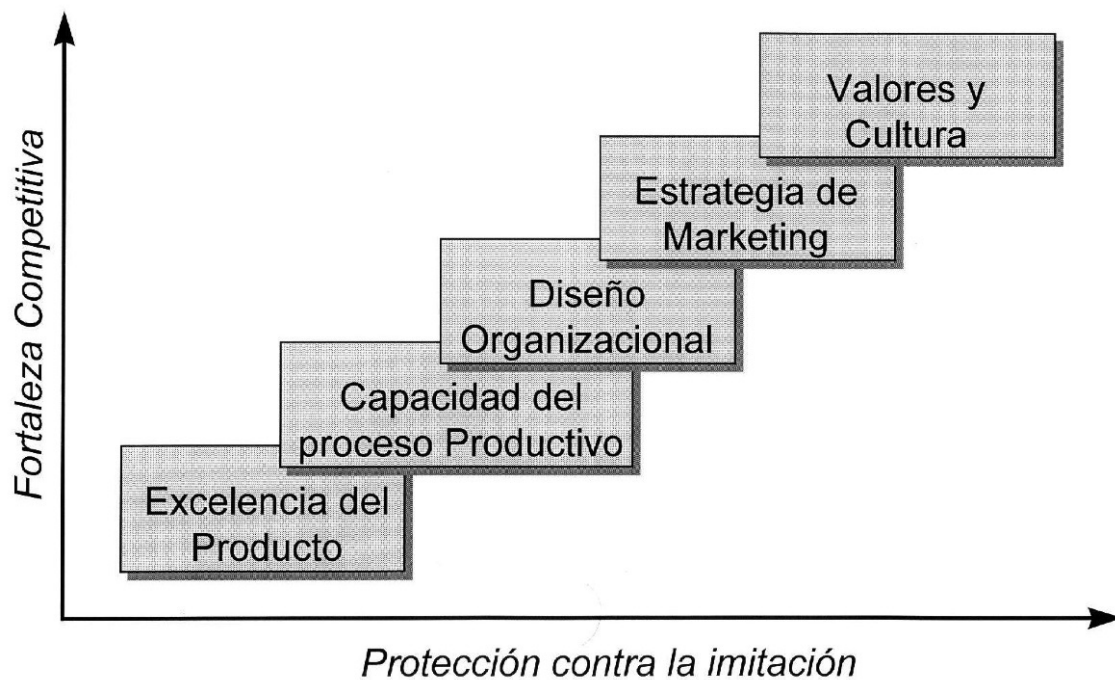 Fortaleza Competitiva
Valores y
Cultura
Estrategia de
Marketing
Diseño
Organizacional
Capacidad del
proceso Productivo
Excelencia del
Producto
Protección contra la imitación